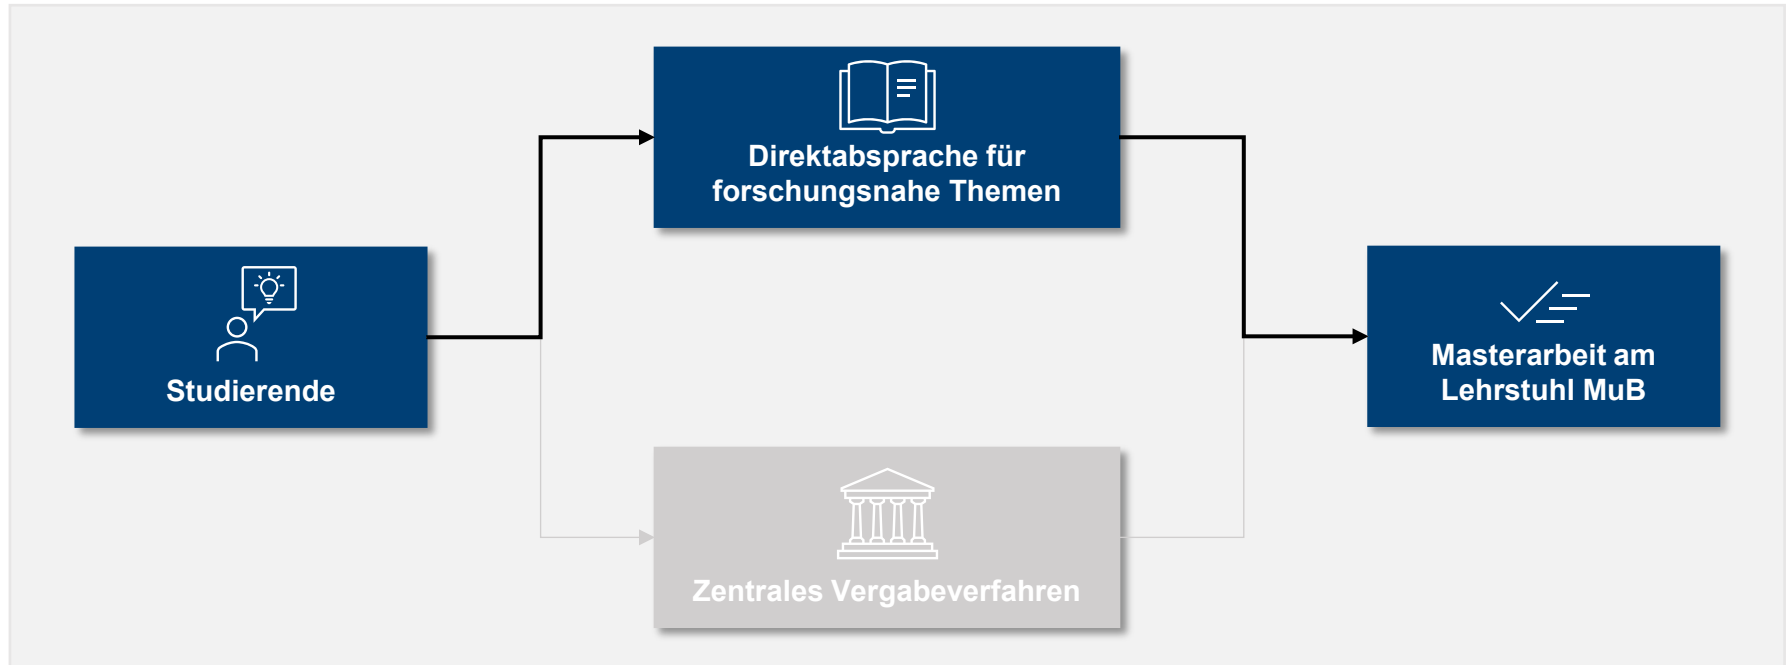 Direktabsprache für
forschungsnahe Themen
Studierende
Masterarbeit am
Lehrstuhl MuB
Zentrales Vergabeverfahren